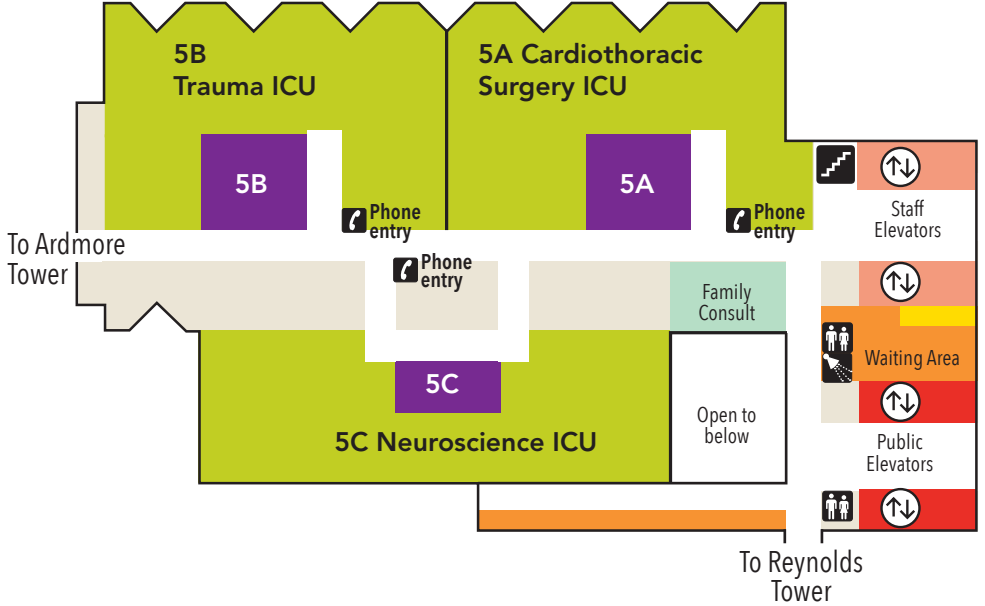 5B
Trauma ICU
5A Cardiothoracic
Surgery ICU
5B
5A
Phone
entry
Phone
entry
Staff
Elevators
To Ardmore
Tower
Phone
entry
Family
Consult
Waiting Area
5C
5C Neuroscience ICU
Open to
below
Public
Elevators
To Reynolds
Tower